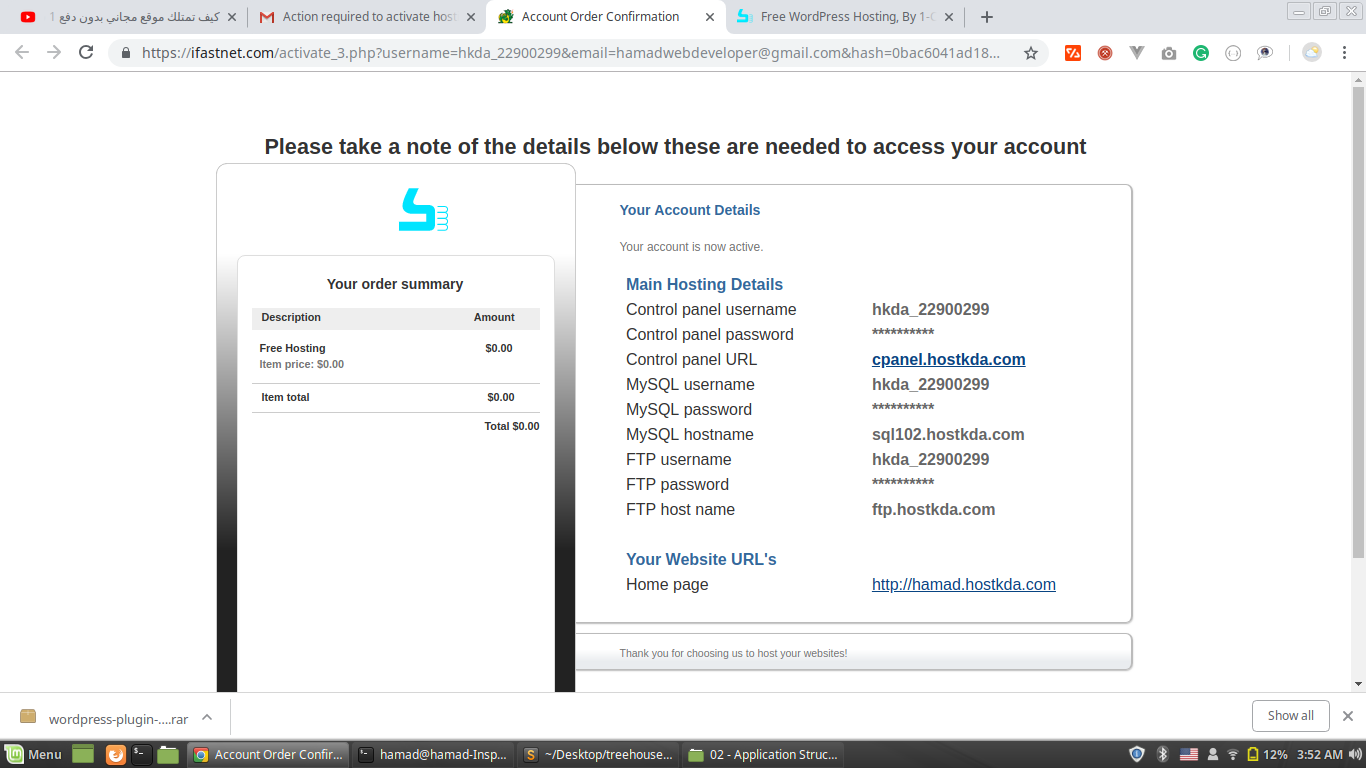 كيف تمتلك موقع مجاني بدون دفع 1
Action required to activate host
Account Order Confirmation
Free WordPress Hosting, By 1-C
https://ifastnet.com/activate_3.php?username=hkda_22900299&email=hamadwebdeveloper@gmail.com&hash=0bac6041ad18...
Please take a note of the details below these are needed to access your account
Your order summary
Description Amount
Free Hosting $0.00
Item price: $0.00
Item total $0.00
Total $0.00
Your Account Details
Your account is now active.
Main Hosting Details
Control panel username hkda_22900299
Control panel password **********
Control panel URL cpanel.hostkda.com
MySQL username hkda_22900299
MySQL password **********
MySQL hostname sql102.hostkda.com
FTP username hkda_22900299
FTP password **********
FTP host name ftp.hostkda.com
Your Website URL's
Home page http://hamad.hostkda.com
Thank you for choosing us to host your websites!
wordpress-plugin-....rar
Show all
Menu
Account Order Confir...
hamad@hamad-Insp...
~/Desktop/treehouse...
02 - Application Struc...
12% 3:52 AM